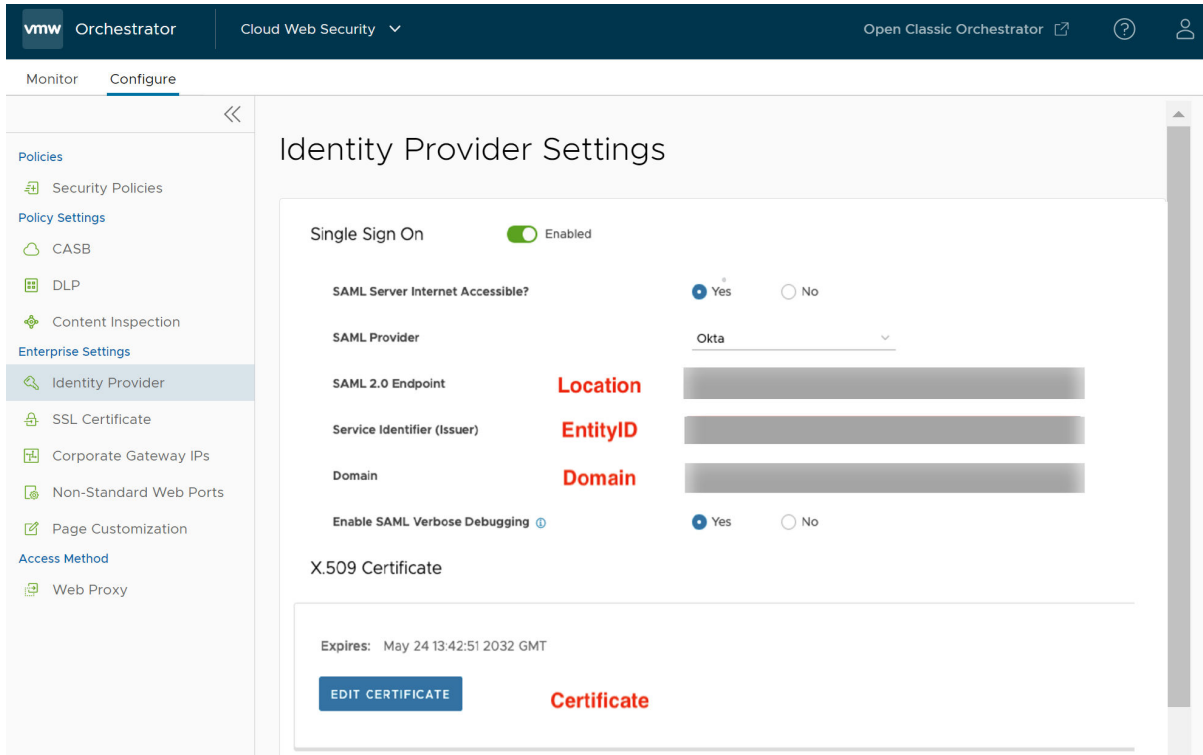 vmw Orchestrator Cloud Web Security Open Classic Orchestrator
Monitor Configure
Identity Provider Settings
Policies
Security Policies
Policy Settings
CASB
DLP
Content Inspection
Enterprise Settings
Identity Provider
SSL Certificate
Corporate Gateway IPs
Non-Standard Web Ports
Page Customization
Access Method
Web Proxy
Single Sign On Enabled
SAML Server Internet Accessible? Yes No
SAML Provider Okta
SAML 2.0 Endpoint Location
Service Identifier (Issuer) EntityID
Domain Domain
Enable SAML Verbose Debugging Yes No
X.509 Certificate
Expires: May 24 13:42:51 2032 GMT
EDIT CERTIFICATE Certificate